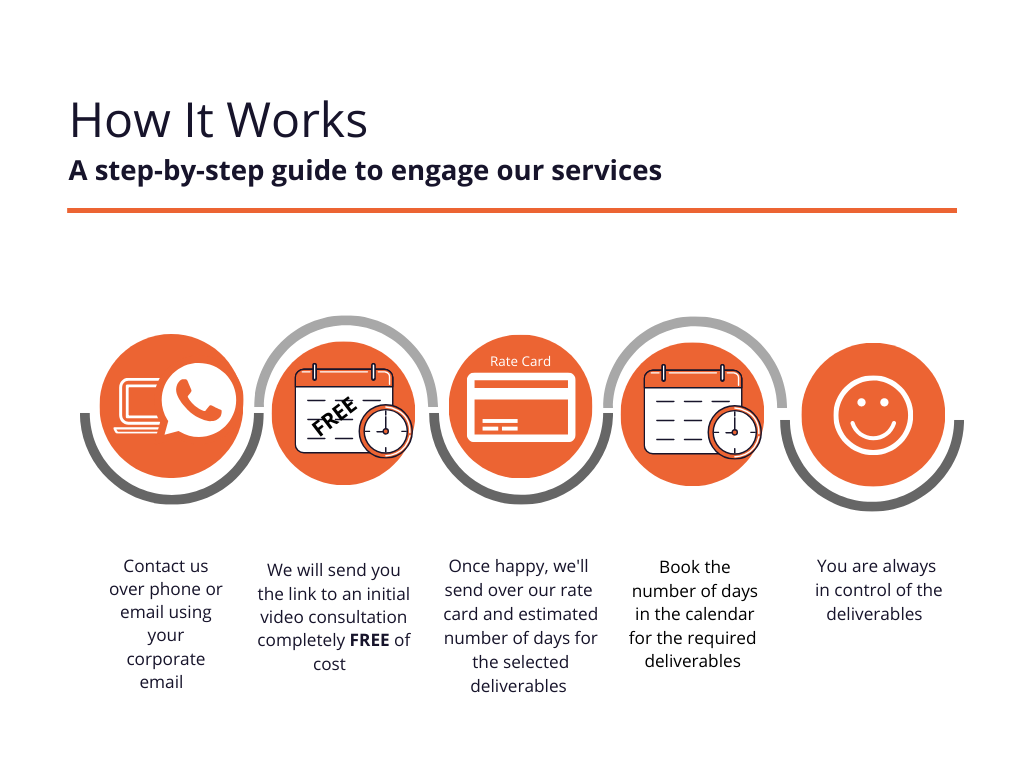 How It Works
A step-by-step guide to engage our services
Rate Card
FREE
Contact us
over phone or
email using
your
corporate
email
We will send you
the link to an initial
video consultation
completely FREE of
cost
Once happy, we'll
send over our rate
card and estimated
number of days for
the selected
deliverables
Book the
number of days
in the calendar
for the required
deliverables
You are always
in control of the
deliverables